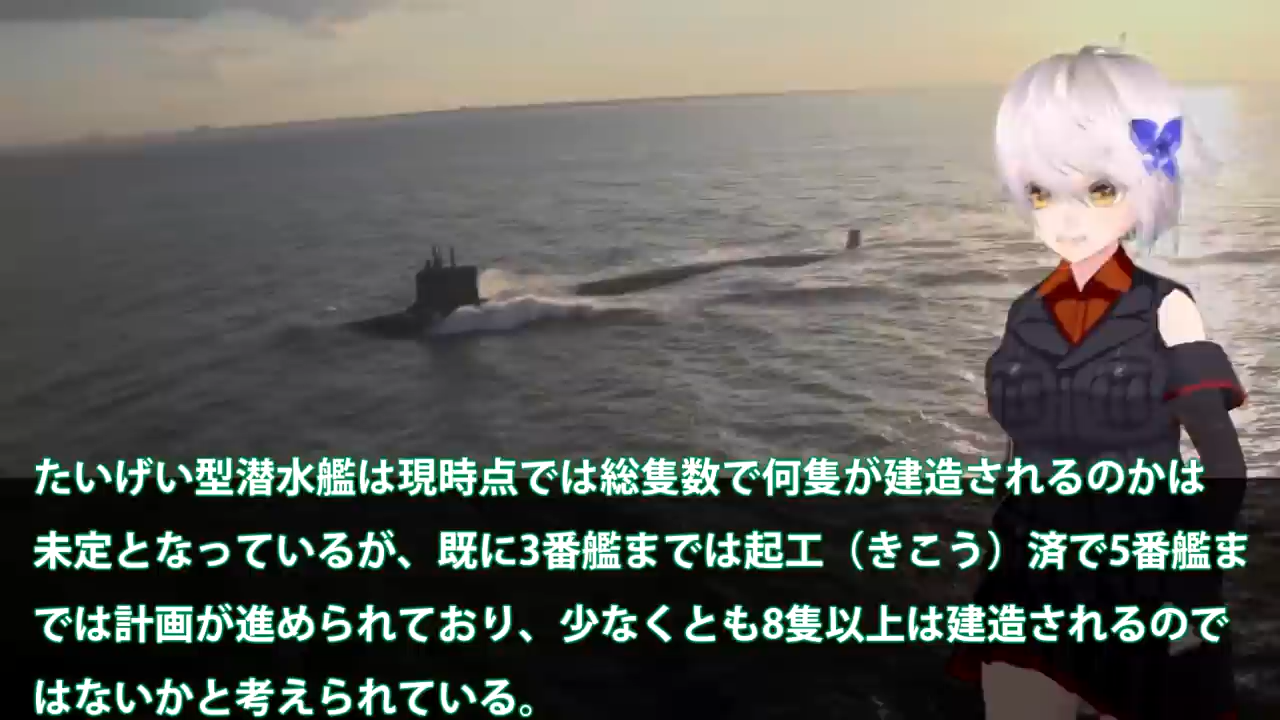 たいげい型潜水艦は現時点では総隻数で何隻が建造されるのかは
未定となっているが、既に3番艦までは起工（きこう）済で5番艦ま
では計画が進められており、少なくとも8隻以上は建造されるので
はないかと考えられている。